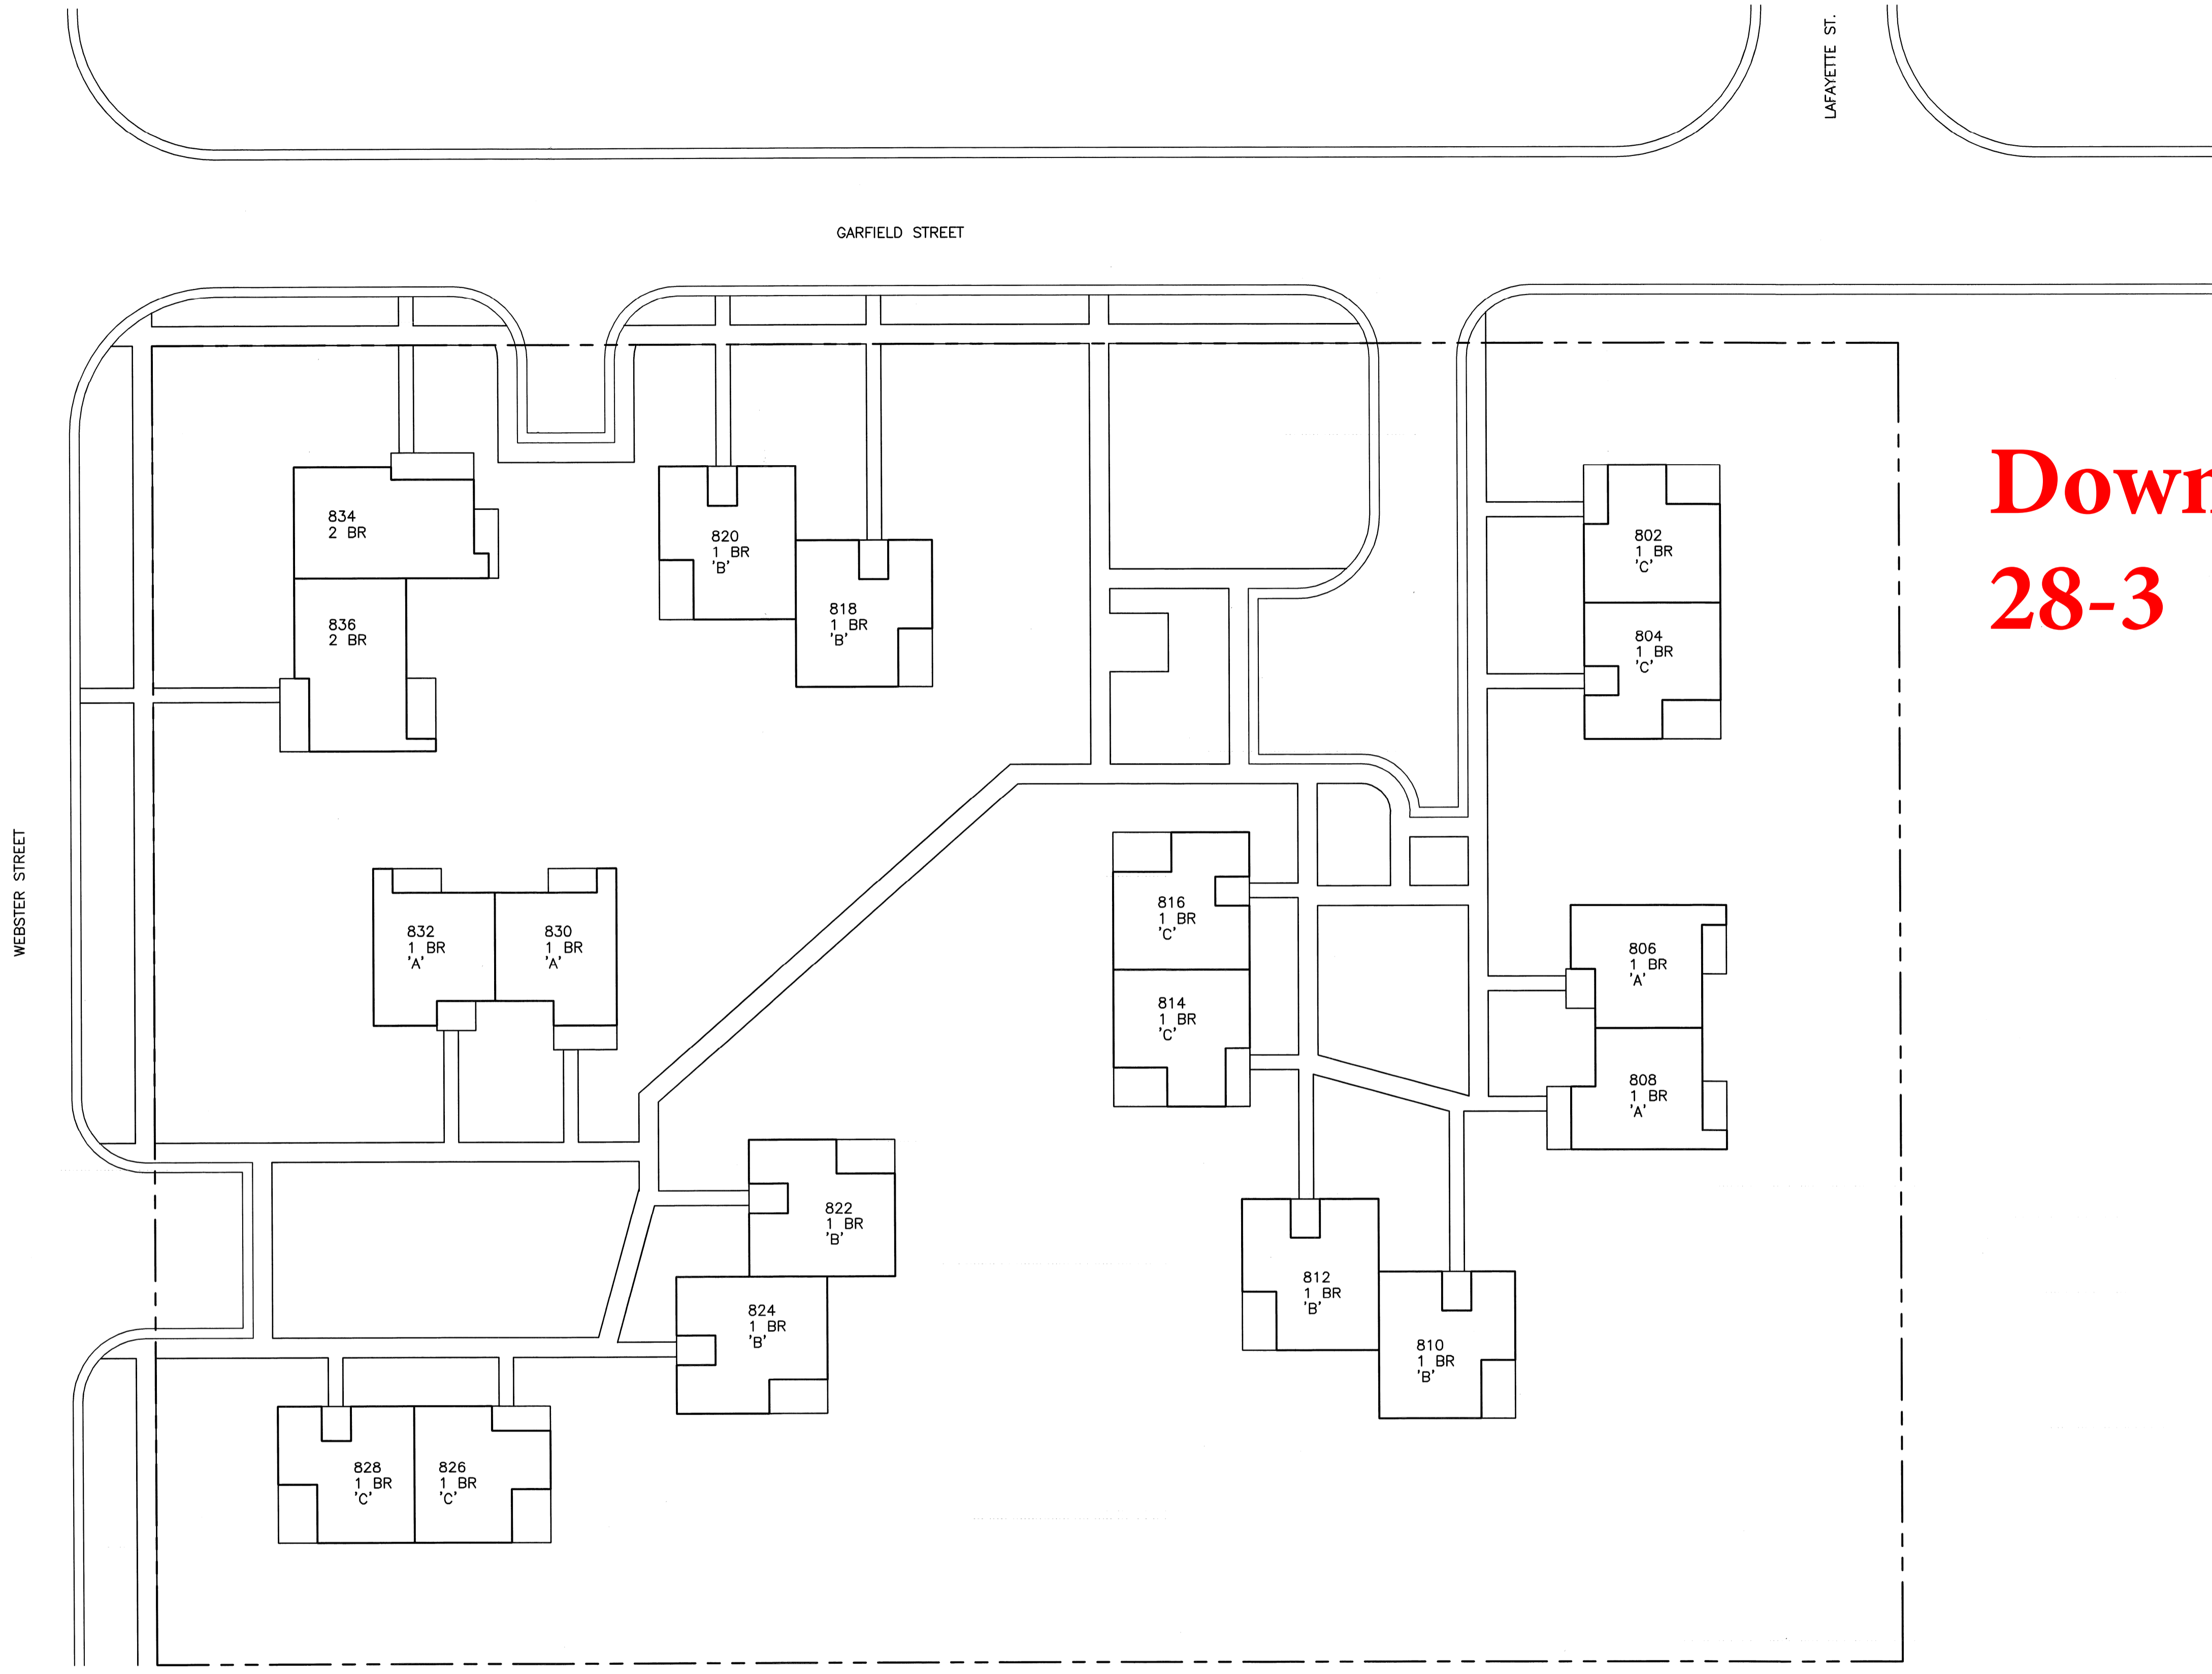 LAFAYETTE ST.
GARFIELD STREET
834
2 BR
836
2 BR
820
1 BR
'B'
818
1 BR
'B'
802
1 BR
'C'
804
1 BR
'C'
Down
28-3
WEBSTER STREET
832
1 BR
'A'
830
1 BR
'A'
816
1 BR
'C'
814
1 BR
'C'
806
1 BR
'A'
808
1 BR
'A'
822
1 BR
'B'
824
1 BR
'B'
812
1 BR
'B'
810
1 BR
'B'
828
1 BR
'C'
826
1 BR
'C'